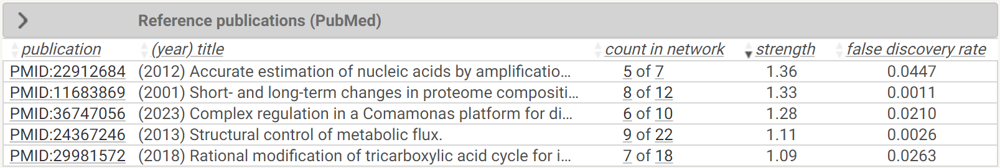 Reference publications (PubMed)
publication (year) title count in network strength false discovery rate
PMID:22912684 (2012) Accurate estimation of nucleic acids by amplificatio... 5 of 7 1.36 0.0447
PMID:11683869 (2001) Short- and long-term changes in proteome compositi... 8 of 12 1.33 0.0011
PMID:36747056 (2023) Complex regulation in a Comamonas platform for di... 6 of 10 1.28 0.0210
PMID:24367246 (2013) Structural control of metabolic flux. 9 of 22 1.11 0.0026
PMID:29981572 (2018) Rational modification of tricarboxylic acid cycle for i... 7 of 18 1.09 0.0263